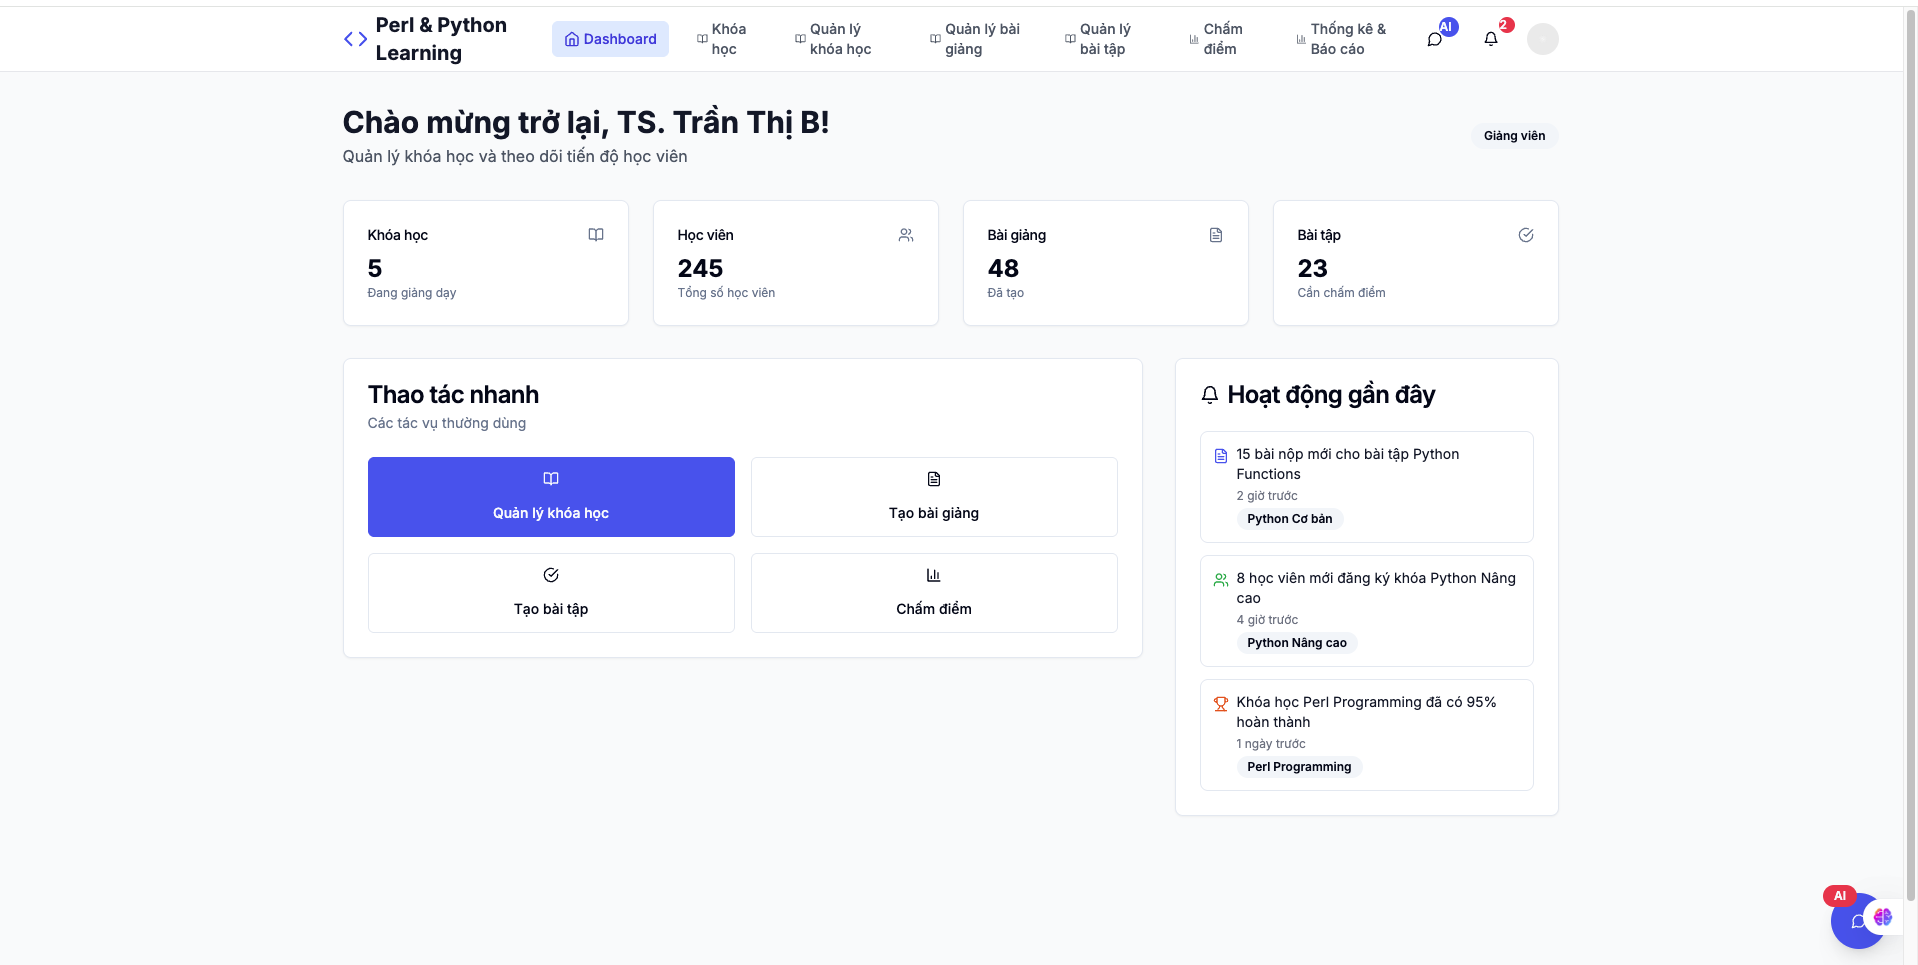 Perl & Python
Learning
Dashboard
Khóa
học
Quản lý
khóa học
Quản lý bài
giảng
Quản lý
bài tập
Chấm
điểm
Thống kê &
Báo cáo
AI
2
Chào mừng trở lại, TS. Trần Thị B!
Quản lý khóa học và theo dõi tiến độ học viên
Giảng viên
Khóa học
5
Đang giảng dạy
Học viên
245
Tổng số học viên
Bài giảng
48
Đã tạo
Bài tập
23
Cần chấm điểm
Thao tác nhanh
Các tác vụ thường dùng
Quản lý khóa học
Tạo bài giảng
Tạo bài tập
Chấm điểm
Hoạt động gần đây
15 bài nộp mới cho bài tập Python
Functions
2 giờ trước
Python Cơ bản
8 học viên mới đăng ký khóa Python Nâng
cao
4 giờ trước
Python Nâng cao
Khóa học Perl Programming đã có 95%
hoàn thành
1 ngày trước
Perl Programming
AI